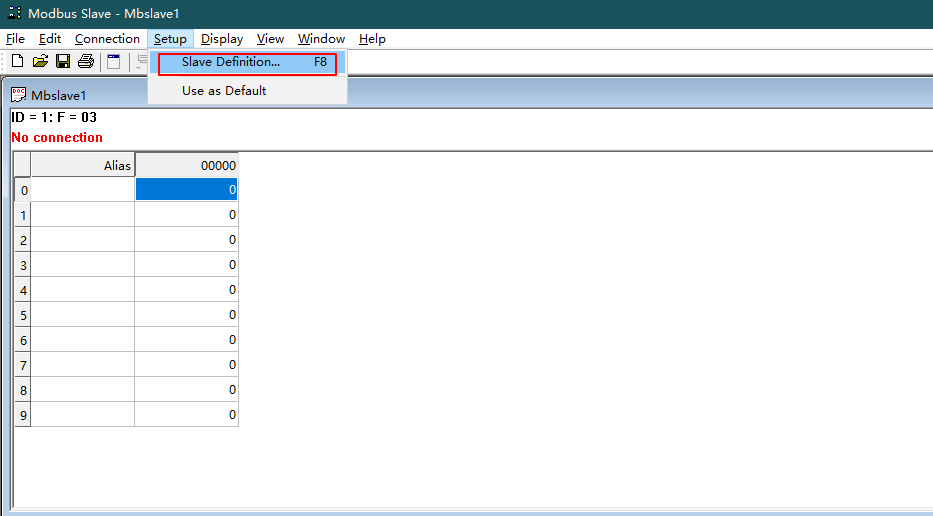 Modbus Slave - Mbslave1
File Edit Connection Setup Display View Window Help
Slave Definition... F8
Use as Default
Mbslave1
ID = 1: F = 03
No connection
Alias 00000
0 0
1 0
2 0
3 0
4 0
5 0
6 0
7 0
8 0
9 0